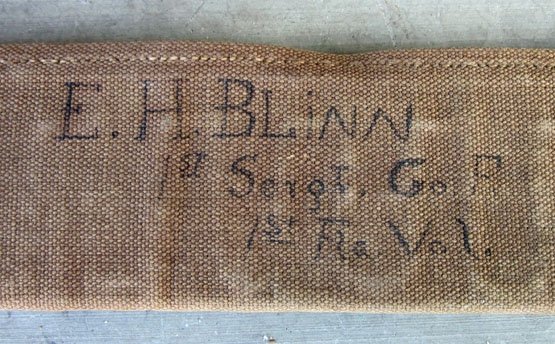 E. H. BLiNN
1st Sergt. Co F
1st Fla. Vol.